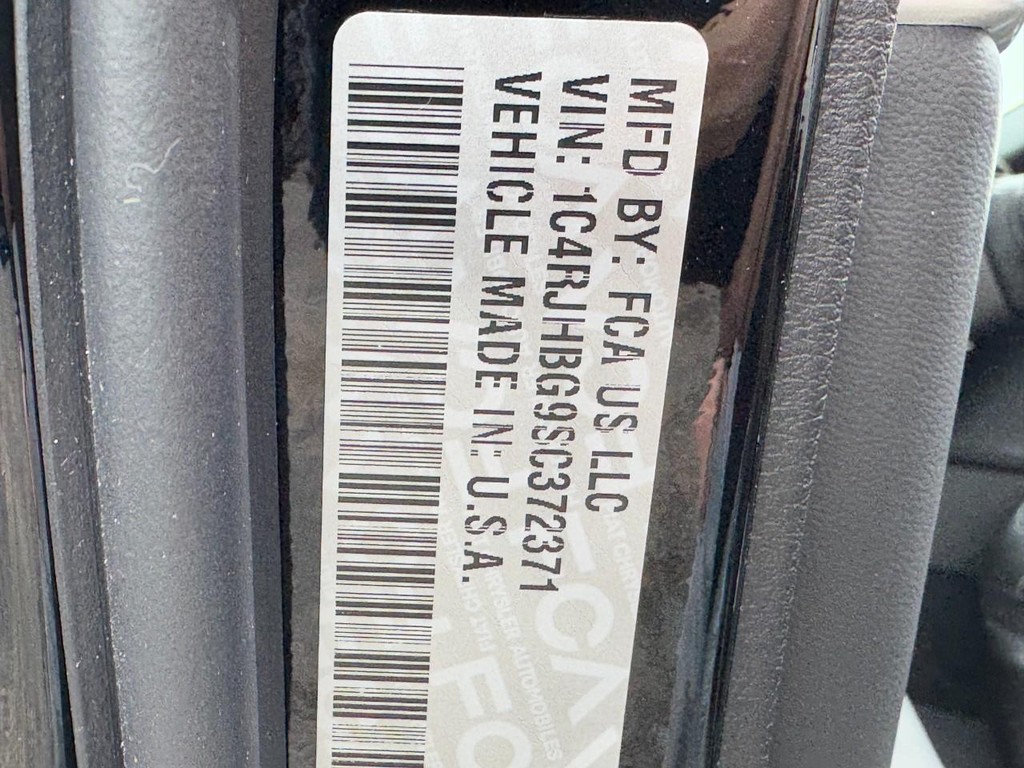 MFD BY: FCA US LLC
VIN: 1C4RJHBG9SC372371
VEHICLE MADE IN: U.S.A.